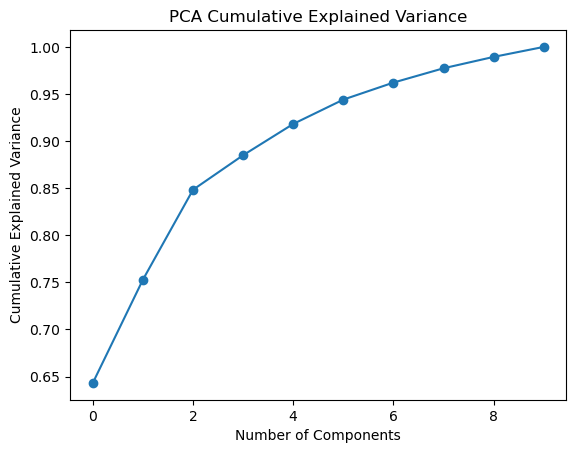 PCA Cumulative Explained Variance
Cumulative Explained Variance
1.00
0.95
0.90
0.85
0.80
0.75
0.70
0.65
0 2 4 6 8
Number of Components